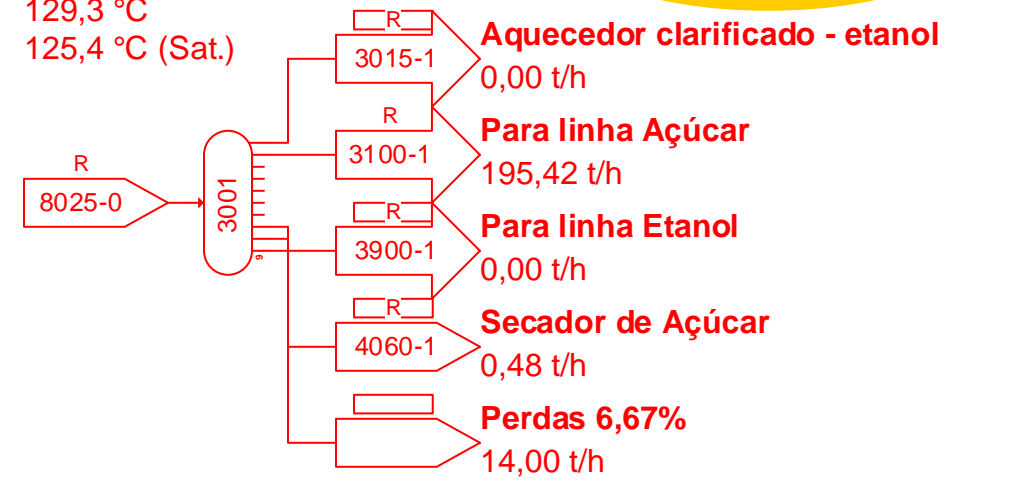 129,3 °C
125,4 °C (Sat.)
R
3015-1
Aquecedor clarificado - etanol
0,00 t/h
R
3100-1
Para linha Açúcar
195,42 t/h
R
8025-0
3001
9
R
3900-1
Para linha Etanol
0,00 t/h
R
4060-1
Secador de Açúcar
0,48 t/h
Perdas 6,67%
14,00 t/h